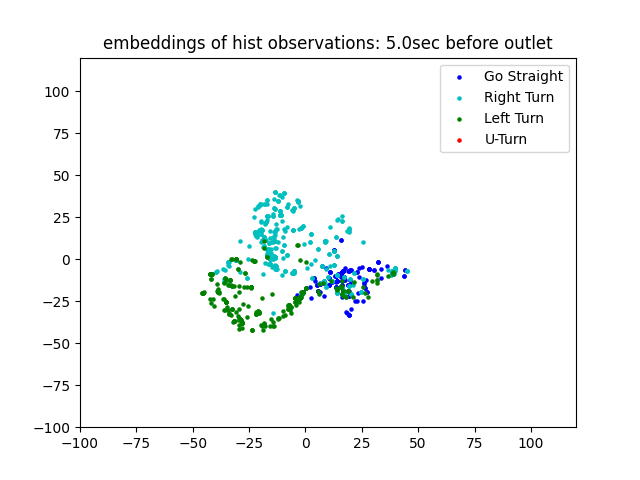 embeddings of hist observations: 5.0sec before outlet
Go Straight
Right Turn
Left Turn
U-Turn
100
75
50
25
0
−25
−50
−75
−100
−100 −75 −50 −25 0 25 50 75 100